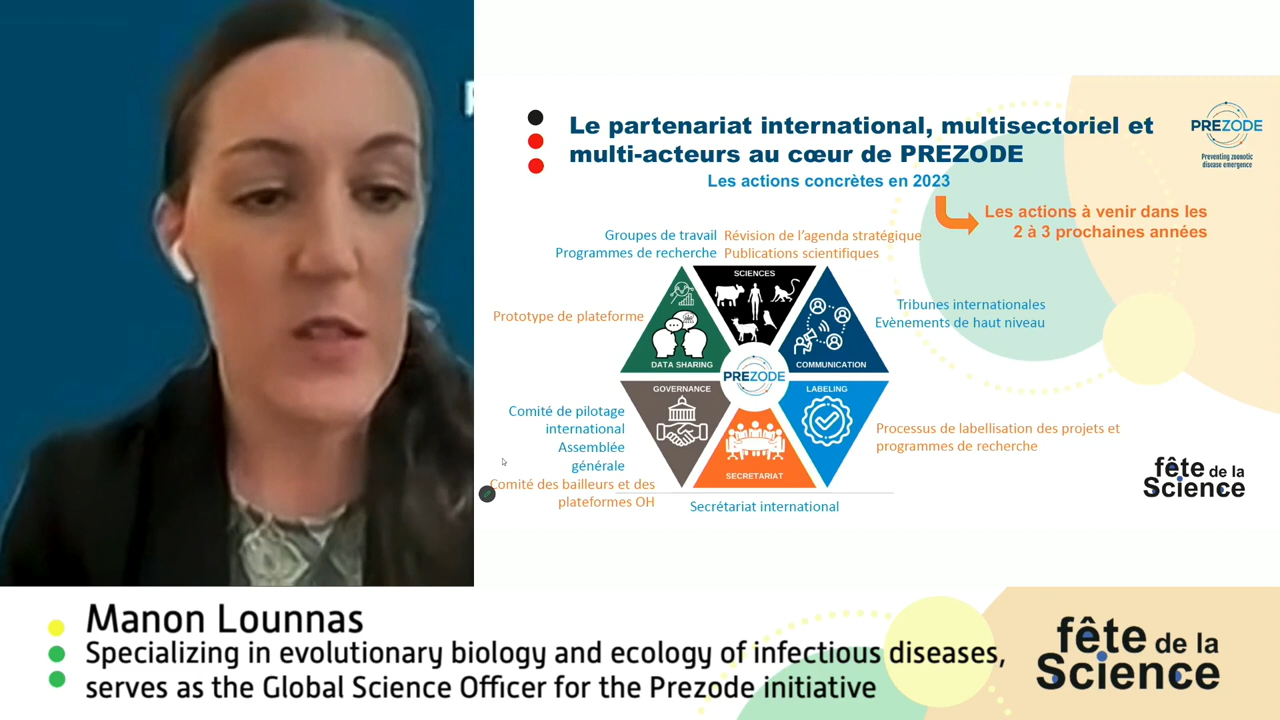 Le partenariat international, multisectoriel et
multi-acteurs au cœur de PREZODE
Les actions concrètes en 2023
PREZODE
Preventing zoonotic
disease emergence
Les actions à venir dans les
2 à 3 prochaines années
Groupes de travail
Programmes de recherche
Révision de l'agenda stratégique
Publications scientifiques
SCIENCES
Prototype de plateforme
DATA SHARING
Tribunes internationales
Evènements de haut niveau
COMMUNICATION
PREZODE
GOVERNANCE
LABELING
Comité de pilotage
international
Assemblée
générale
Comité des bailleurs et des
plateformes OH
SECRETARIAT
Secrétariat international
Processus de labellisation des projets et
programmes de recherche
fête de la
Science
Manon Lounnas
Specializing in evolutionary biology and ecology of infectious diseases,
serves as the Global Science Officer for the Prezode initiative
fête de la
Science